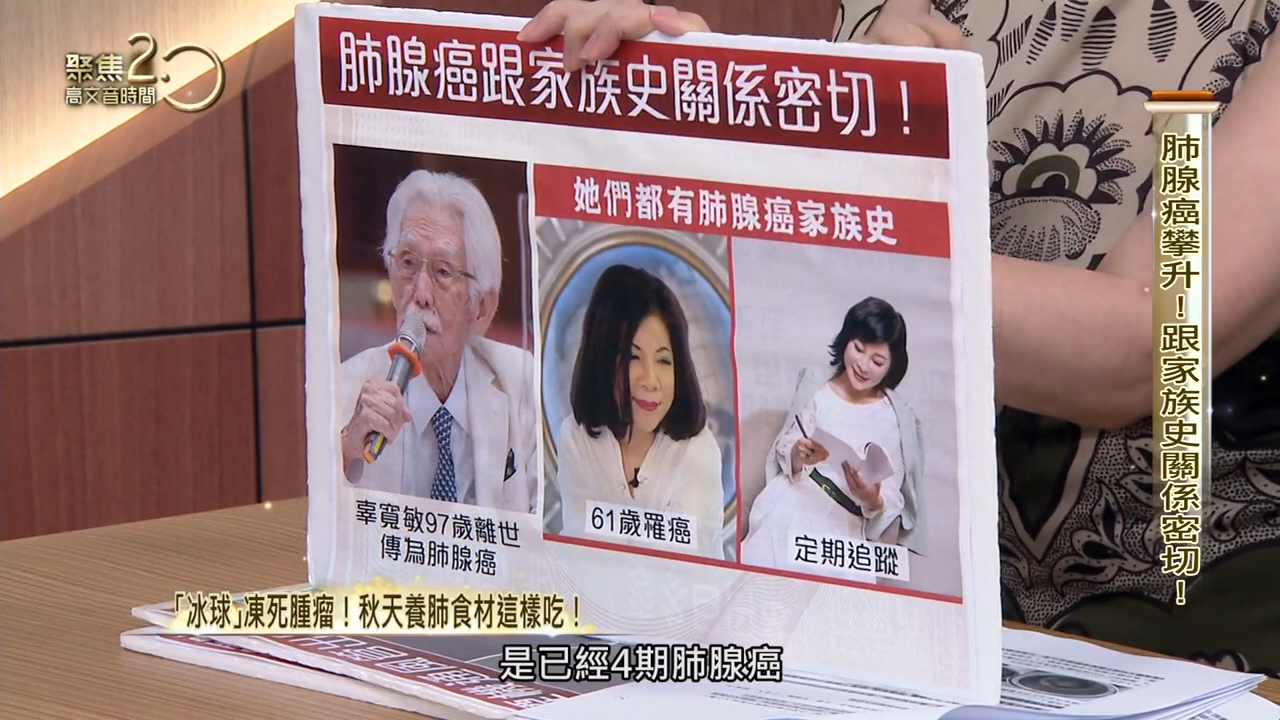 聚焦2.0
高文音時間
肺腺癌跟家族史關係密切！
她們都有肺腺癌家族史
辜寬敏97歲離世
傳為肺腺癌
61歲罹癌
定期追蹤
肺腺癌攀升！跟家族史關係密切！
「冰球」凍死腫瘤！秋天養肺食材這樣吃！
是已經4期肺腺癌